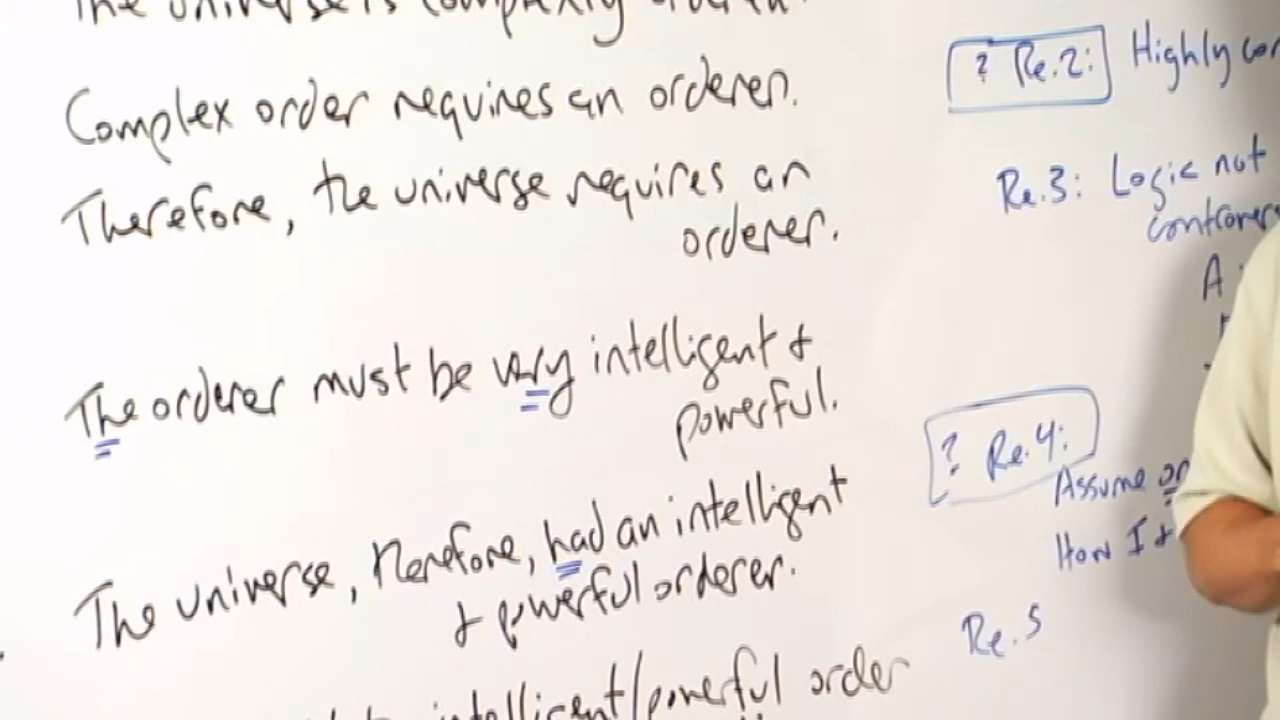 The universe is complexly ordered.
Complex order requires an orderer.
Therefore, the universe requires an
orderer.
The orderer must be very intelligent &
powerful.
The universe, therefore, had an intelligent
& powerful orderer.
intelligent/powerful order
? Re.2: Highly
Re.3: Logic not
A
? Re.4:
Assume
How I &
Re.5